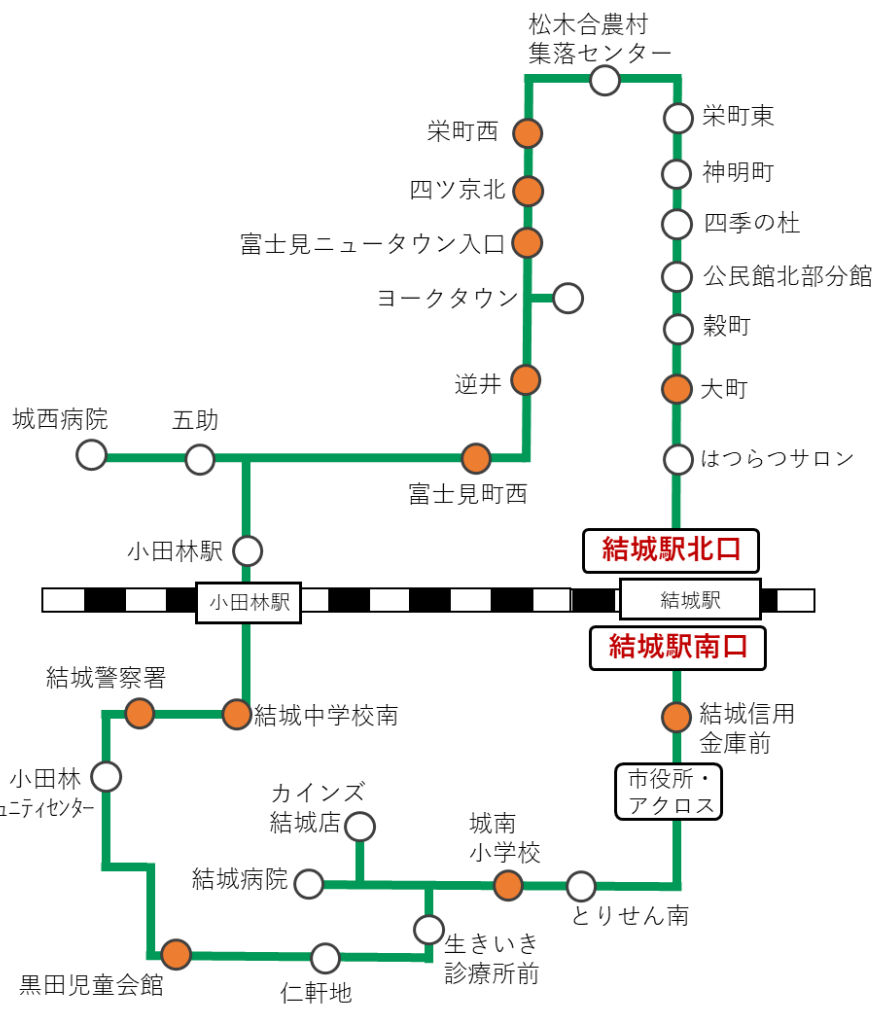 松木合農村
集落センター
栄町西
栄町東
四ツ京北
神明町
富士見ニュータウン入口
四季の杜
ヨークタウン
公民館北部分館
穀町
逆井
大町
城西病院
五助
富士見町西
はつらつサロン
小田林駅
結城駅北口
小田林駅
結城駅
結城駅南口
結城警察署
結城中学校南
結城信用
金庫前
小田林
ュニティセンター
市役所・
アクロス
カインズ
結城店
城南
小学校
結城病院
とりせん南
生きいき
診療所前
黒田児童会館
仁軒地